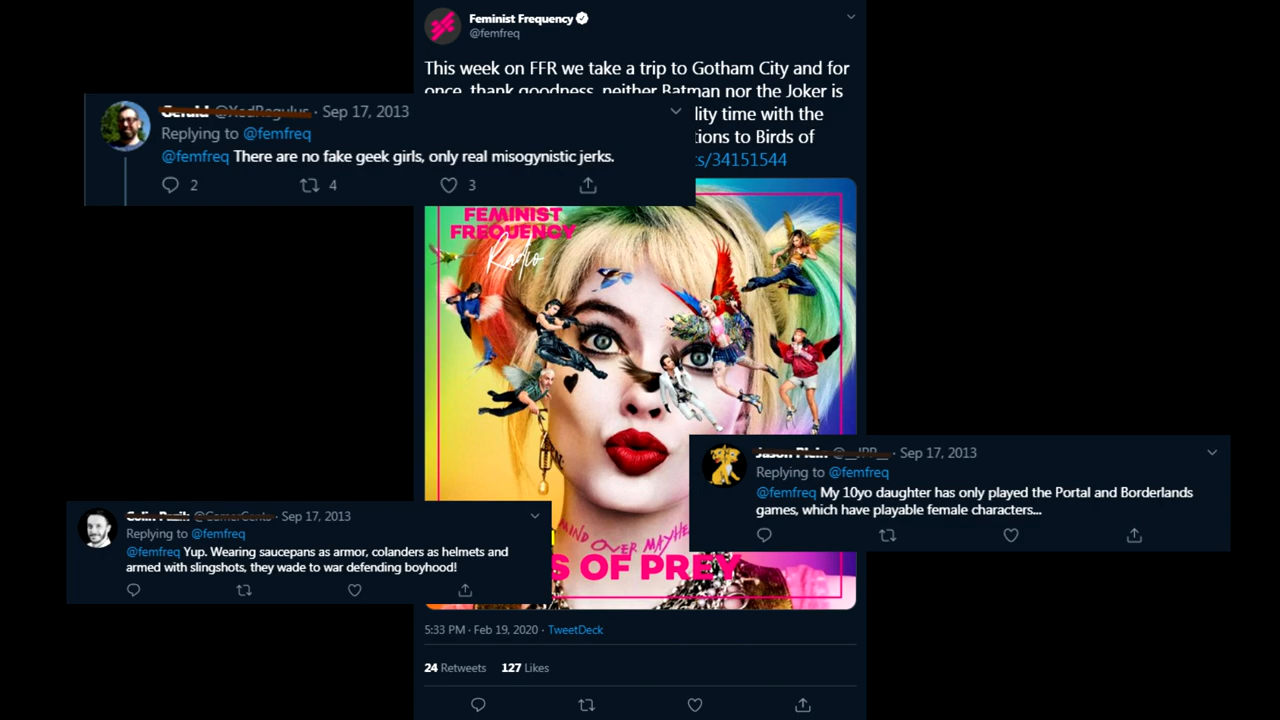 Feminist Frequency
@femfreq
This week on FFR we take a trip to Gotham City and for
once, thank goodness, neither Batman nor the Joker is
lity time with the
tions to Birds of
s/34151544
· Sep 17, 2013
Replying to @femfreq
@femfreq There are no fake geek girls, only real misogynistic jerks.
2 4 3
FEMINIST
FREQUENCY
Radio
· Sep 17, 2013
Replying to @femfreq
@femfreq My 10yo daughter has only played the Portal and Borderlands
games, which have playable female characters...
· Sep 17, 2013
Replying to @femfreq
@femfreq Yup. Wearing saucepans as armor, colanders as helmets and
armed with slingshots, they wade to war defending boyhood!
MIND OVER MAYHE
S OF PREY
5:33 PM · Feb 19, 2020 · TweetDeck
24 Retweets 127 Likes